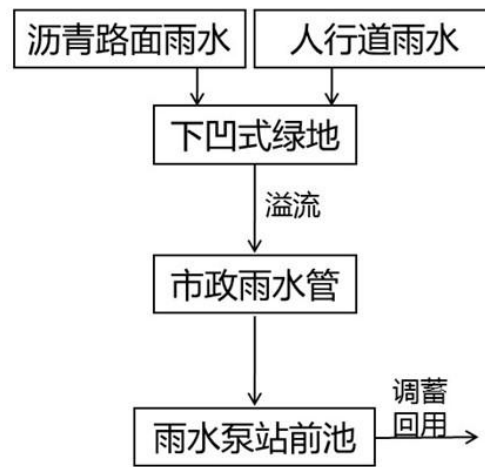 沥青路面雨水
人行道雨水
下凹式绿地
溢流
市政雨水管
调蓄
回用
雨水泵站前池